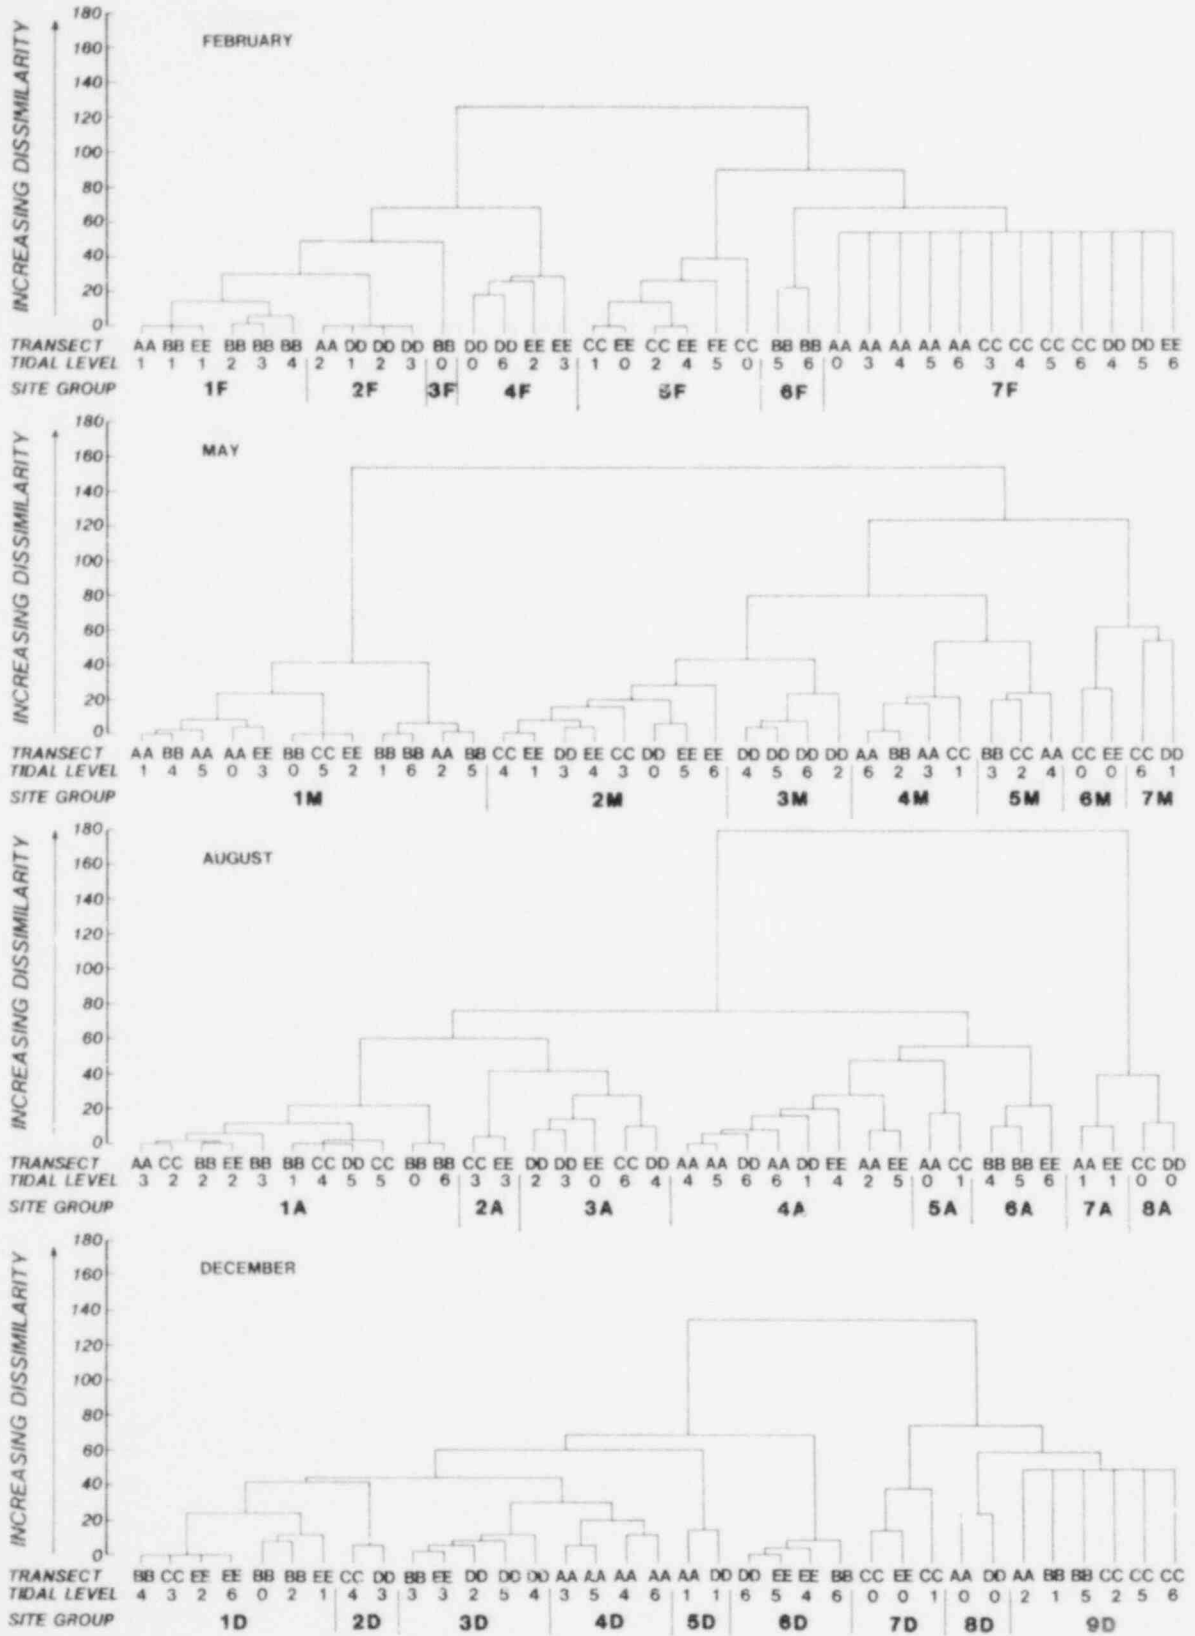 INCREASING DISSIMILARITY
180
160
140
120
100
80
60
40
20
0
FEBRUARY
TRANSECT AA BB EE BB BB BB AA DD DD DD BB DD DD EE EE CC EE CC EE EE CC BB BB AA AA AA AA AA CC CC CC CC DD DD EE
TIDAL LEVEL 1 1 1 2 3 4 2 1 2 3 0 0 6 2 3 1 0 2 4 5 0 5 6 0 3 4 5 6 3 4 5 6 4 5 6
SITE GROUP 1F 2F 3F 4F 5F 6F 7F
INCREASING DISSIMILARITY
180
160
140
120
100
80
60
40
20
0
MAY
TRANSECT AA BB AA AA EE BB CC EE BB BB AA BB CC EE DD EE CC DD EE EE DD DD DD DD AA BB AA CC BB CC AA CC EE CC DD
TIDAL LEVEL 1 4 5 0 3 0 5 2 1 6 2 5 4 1 3 4 3 0 5 6 4 5 6 2 6 2 3 1 3 2 4 0 0 6 1
SITE GROUP 1M 2M 3M 4M 5M 6M 7M
INCREASING DISSIMILARITY
180
160
140
120
100
80
60
40
20
0
AUGUST
TRANSECT AA CC BB EE BB BB CC DD CC BB BB CC EE DD DD EE CC DD AA AA DD AA DD EE AA EE AA CC BB BB EE AA EE CC DD
TIDAL LEVEL 3 2 2 2 3 1 4 5 5 0 6 3 3 2 3 0 6 4 4 5 6 6 1 4 2 5 0 1 4 5 6 1 1 0 0
SITE GROUP 1A 2A 3A 4A 5A 6A 7A 8A
INCREASING DISSIMILARITY
180
160
140
120
100
80
60
40
20
0
DECEMBER
TRANSECT BB CC EE EE BB BB EE CC DD BB EE DD DD DD AA AA AA AA AA DD DD EE EE BB CC EE CC AA DD AA BB BB CC CC CC
TIDAL LEVEL 4 3 2 6 0 2 1 4 3 3 3 2 5 4 3 5 4 6 1 1 6 5 4 6 0 0 1 0 0 2 1 5 2 5 6
SITE GROUP 1D 2D 3D 4D 5D 6D 7D 8D 9D